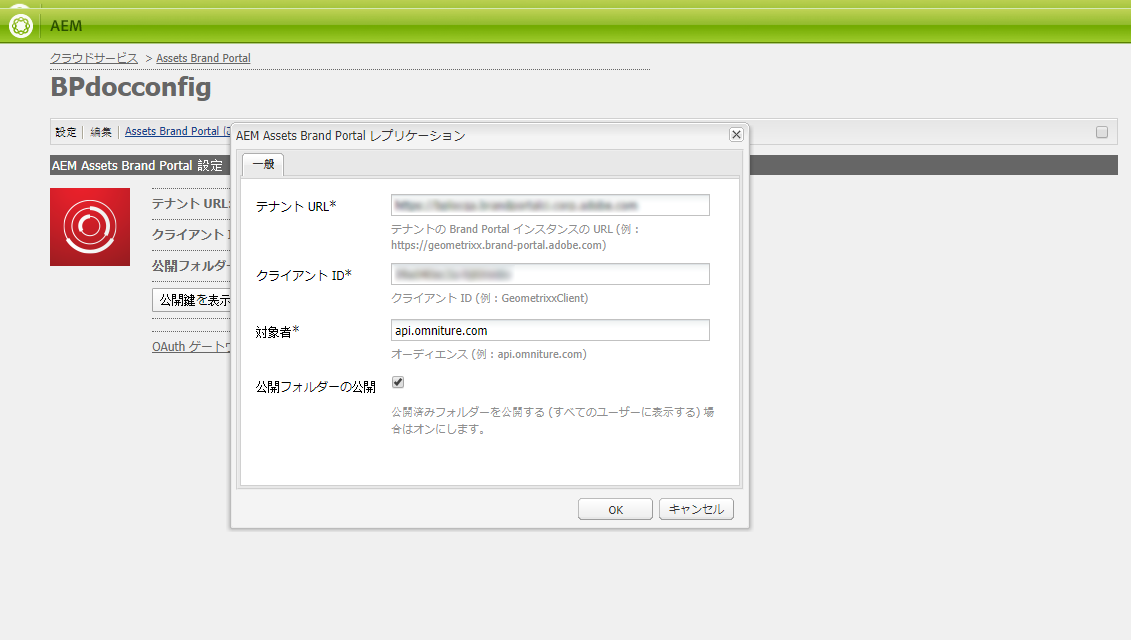 AEM
クラウドサービス > Assets Brand Portal
BPdocconfig
設定 編集 Assets Brand Portal に
AEM Assets Brand Portal 設定
テナント URL:
クライアント I
公開フォルダー
公開鍵を表示
OAuth ゲートウ
AEM Assets Brand Portal レプリケーション
一般
テナント URL*
テナントの Brand Portal インスタンスの URL (例 :
https://geometrixx.brand-portal.adobe.com)
クライアント ID*
クライアント ID (例 : GeometrixxClient)
対象者* api.omniture.com
オーディエンス (例 : api.omniture.com)
公開フォルダーの公開
公開済みフォルダーを公開する (すべてのユーザーに表示する) 場
合はオンにします。
OK キャンセル